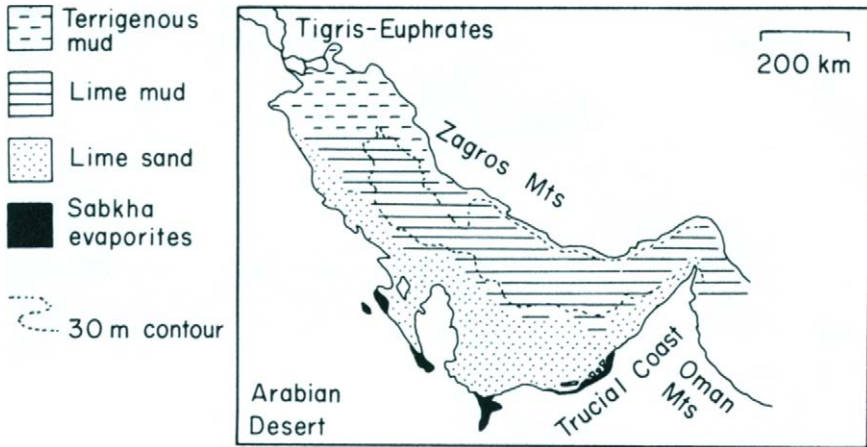 Terrigenous
mud
Lime mud
Lime sand
Sabkha
evaporites
30 m contour
Tigris-Euphrates
200 km
Zagros Mts
Arabian
Desert
Trucial Coast
Oman
Mts